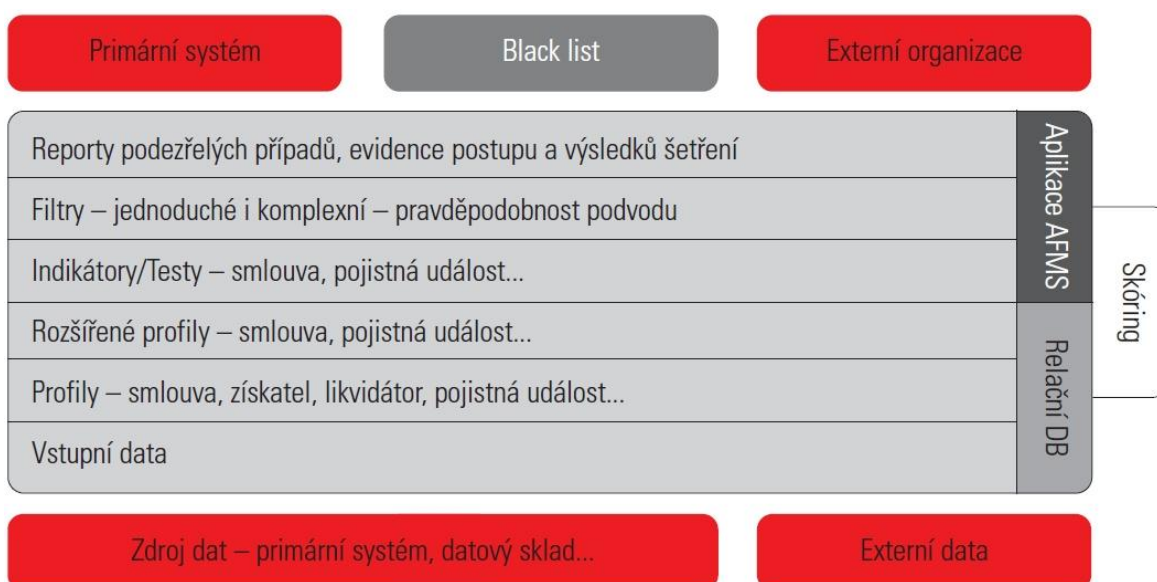 Primární systém
Black list
Externí organizace
Reporty podezřelých případů, evidence postupu a výsledků šetření
Filtry – jednoduché i komplexní – pravděpodobnost podvodu
Indikátory/Testy – smlouva, pojistná událost...
Rozšířené profily – smlouva, pojistná událost...
Profily – smlouva, získatel, likvidátor, pojistná událost...
Vstupní data
Aplikace AFMS
Relační DB
Skóring
Zdroj dat – primární systém, datový sklad...
Externí data